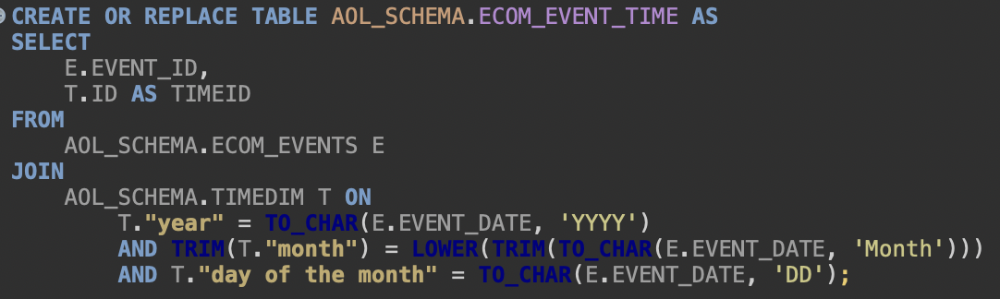 CREATE OR REPLACE TABLE AOL_SCHEMA.ECOM_EVENT_TIME AS
SELECT
    E.EVENT_ID,
    T.ID AS TIMEID
FROM
    AOL_SCHEMA.ECOM_EVENTS E
JOIN
    AOL_SCHEMA.TIMEDIM T ON
        T."year" = TO_CHAR(E.EVENT_DATE, 'YYYY')
        AND TRIM(T."month") = LOWER(TRIM(TO_CHAR(E.EVENT_DATE, 'Month')))
        AND T."day of the month" = TO_CHAR(E.EVENT_DATE, 'DD');